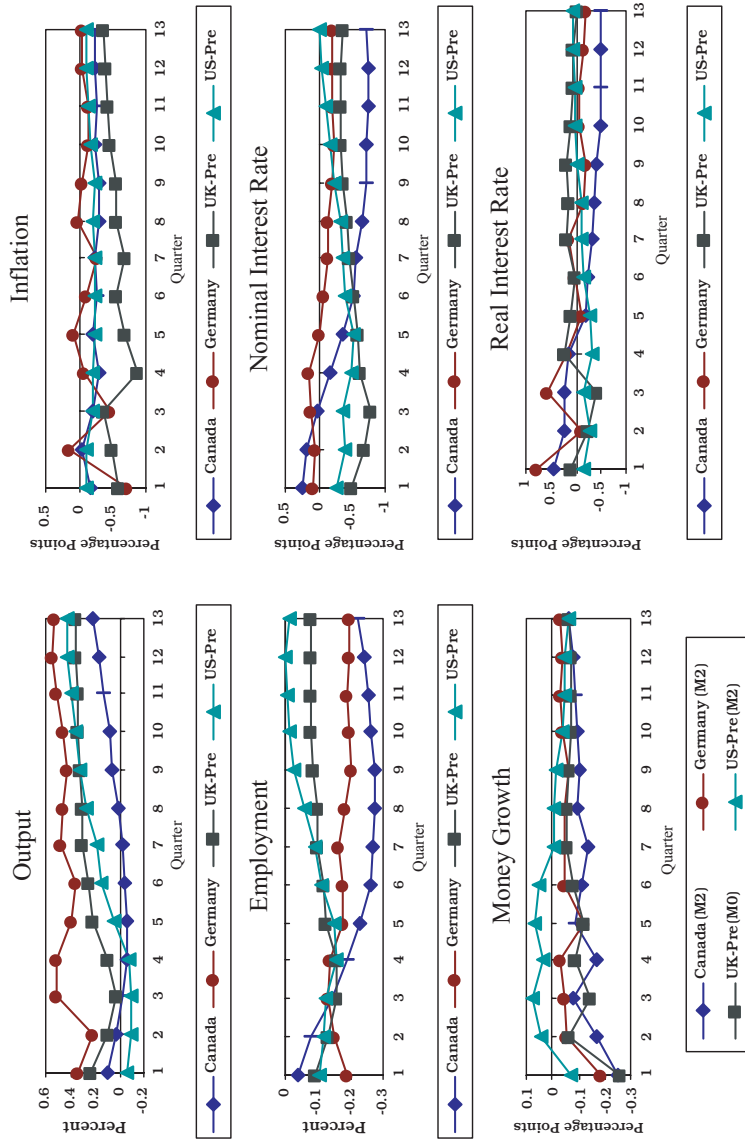 Output
Percent
0.6
0.4
0.2
0
-0.2
1 2 3 4 5 6 7 8 9 10 11 12 13
Quarter
Canada Germany UK-Pre US-Pre
Inflation
Percentage Points
0.5
0
-0.5
-1
1 2 3 4 5 6 7 8 9 10 11 12 13
Quarter
Canada Germany UK-Pre US-Pre
Employment
Percent
0
-0.1
-0.2
-0.3
1 2 3 4 5 6 7 8 9 10 11 12 13
Quarter
Canada Germany UK-Pre US-Pre
Nominal Interest Rate
Percentage Points
0.5
0
-0.5
-1
1 2 3 4 5 6 7 8 9 10 11 12 13
Quarter
Canada Germany UK-Pre US-Pre
Money Growth
Percentage Points
0.1
0
-0.1
-0.2
-0.3
1 2 3 4 5 6 7 8 9 10 11 12 13
Quarter
Canada (M2) Germany (M2)
UK-Pre (M0) US-Pre (M2)
Real Interest Rate
Percentage Points
1
0.5
0
-0.5
-1
1 2 3 4 5 6 7 8 9 10 11 12 13
Quarter
Canada Germany UK-Pre US-Pre